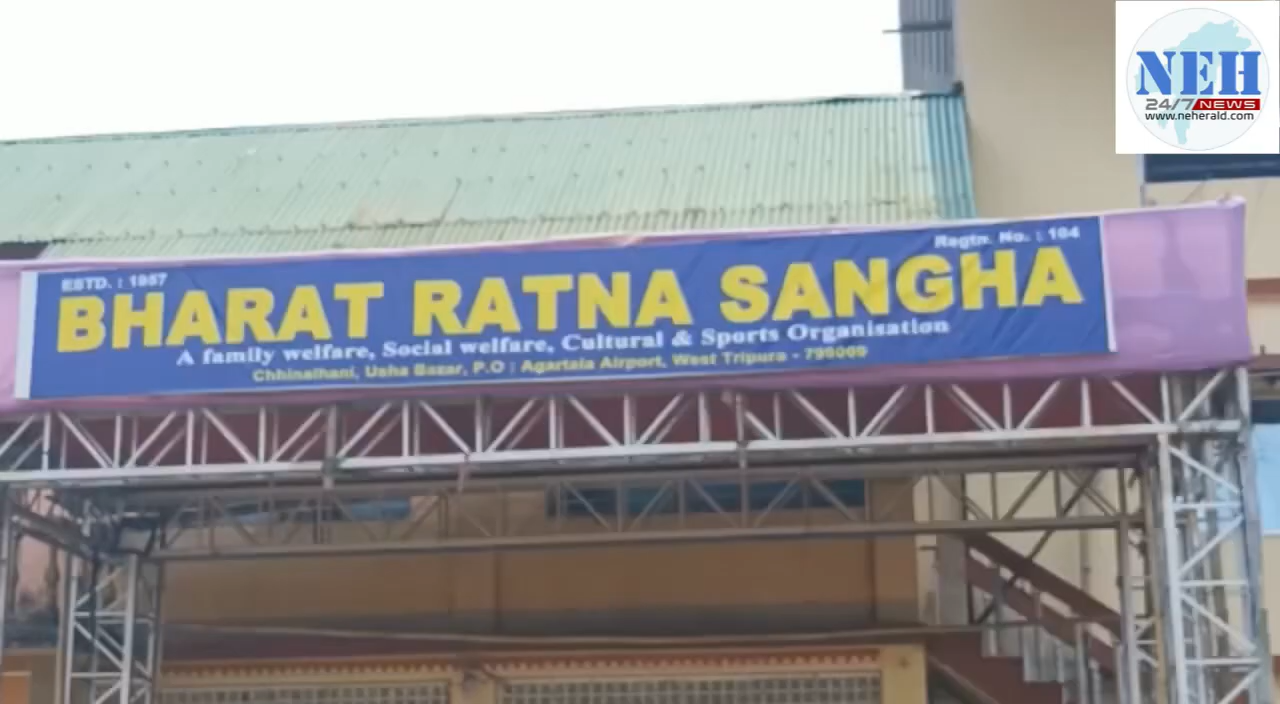 NEH
24/7 NEWS
www.neherald.com
ESTD. : 1957
Regtn. No. : 104
BHARAT RATNA SANGHA
A family welfare, Social welfare, Cultural & Sports Organisation
Usha Bazar, P.O : Agartala Airport, West Tripura - 799009